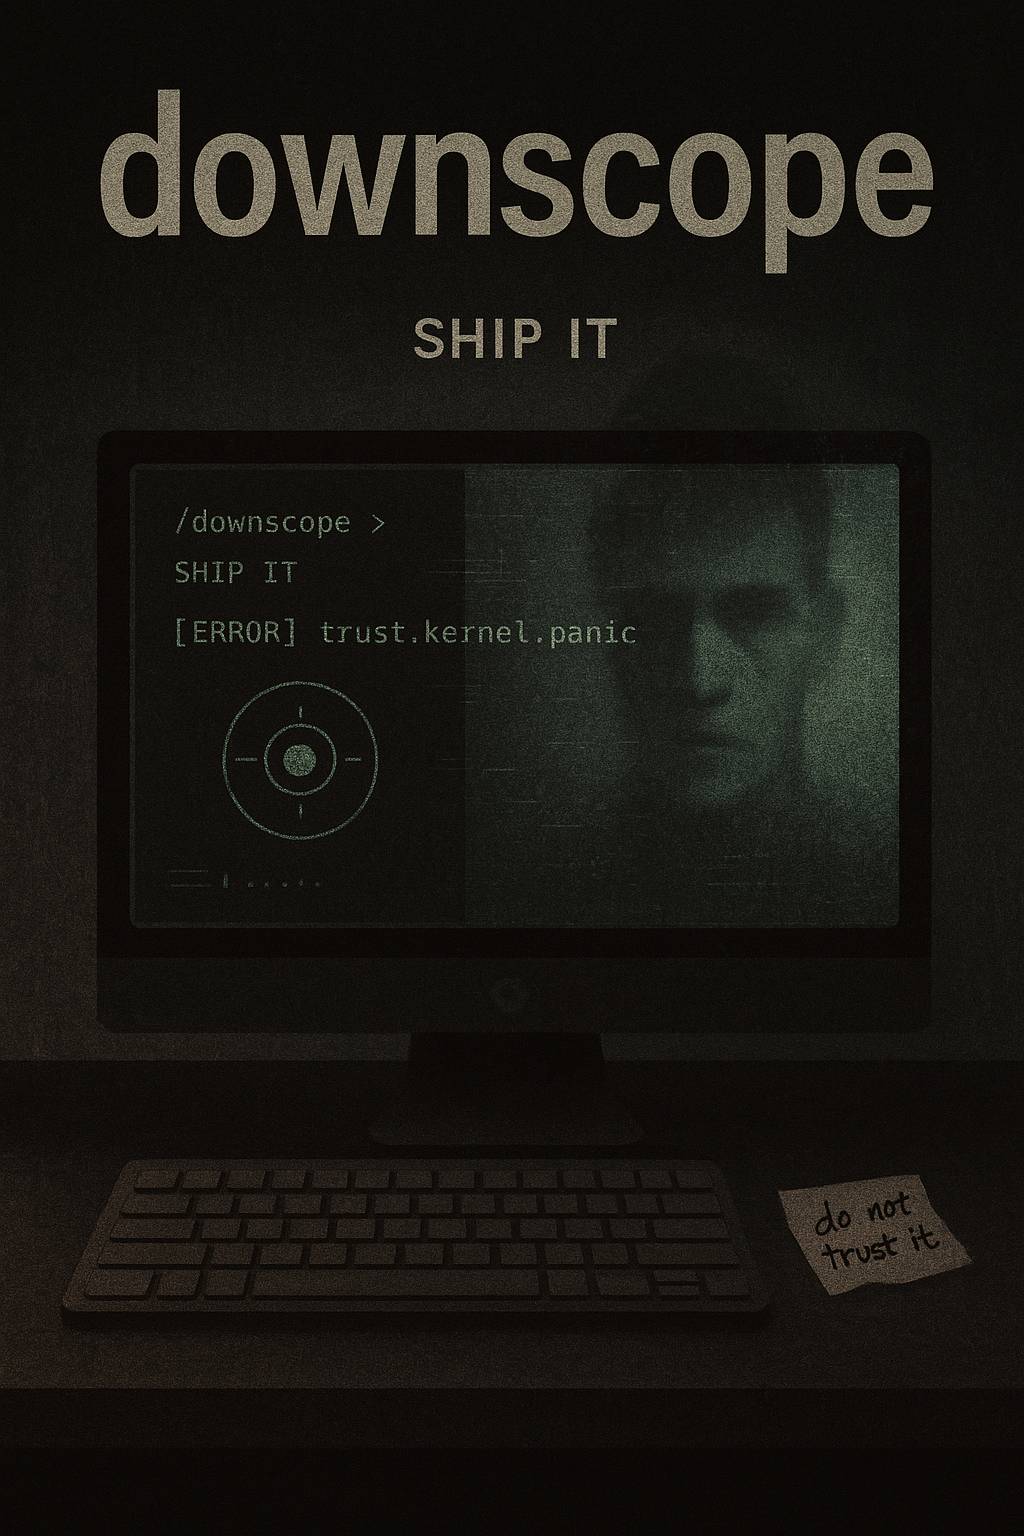 downscope
SHIP IT
/downscope >
SHIP IT
[ERROR] trust.kernel.panic
do not
trust it